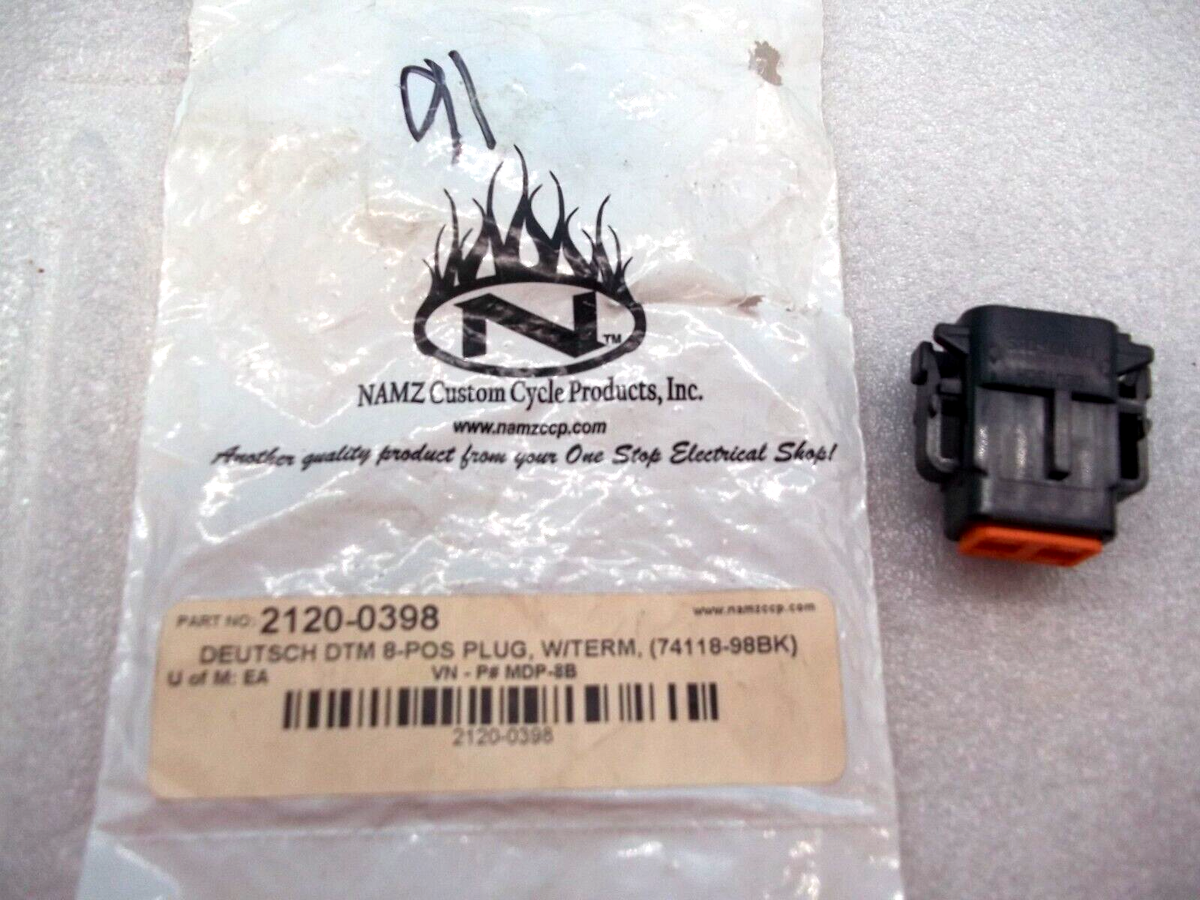 91
N™
NAMZ Custom Cycle Products, Inc.
www.namzccp.com
Another quality product from your One Stop Electrical Shop!
PART NO: 2120-0398
www.namzccp.com
DEUTSCH DTM 8-POS PLUG, W/TERM, (74118-98BK)
U of M: EA
VN - P# MDP-8B
2120-0398